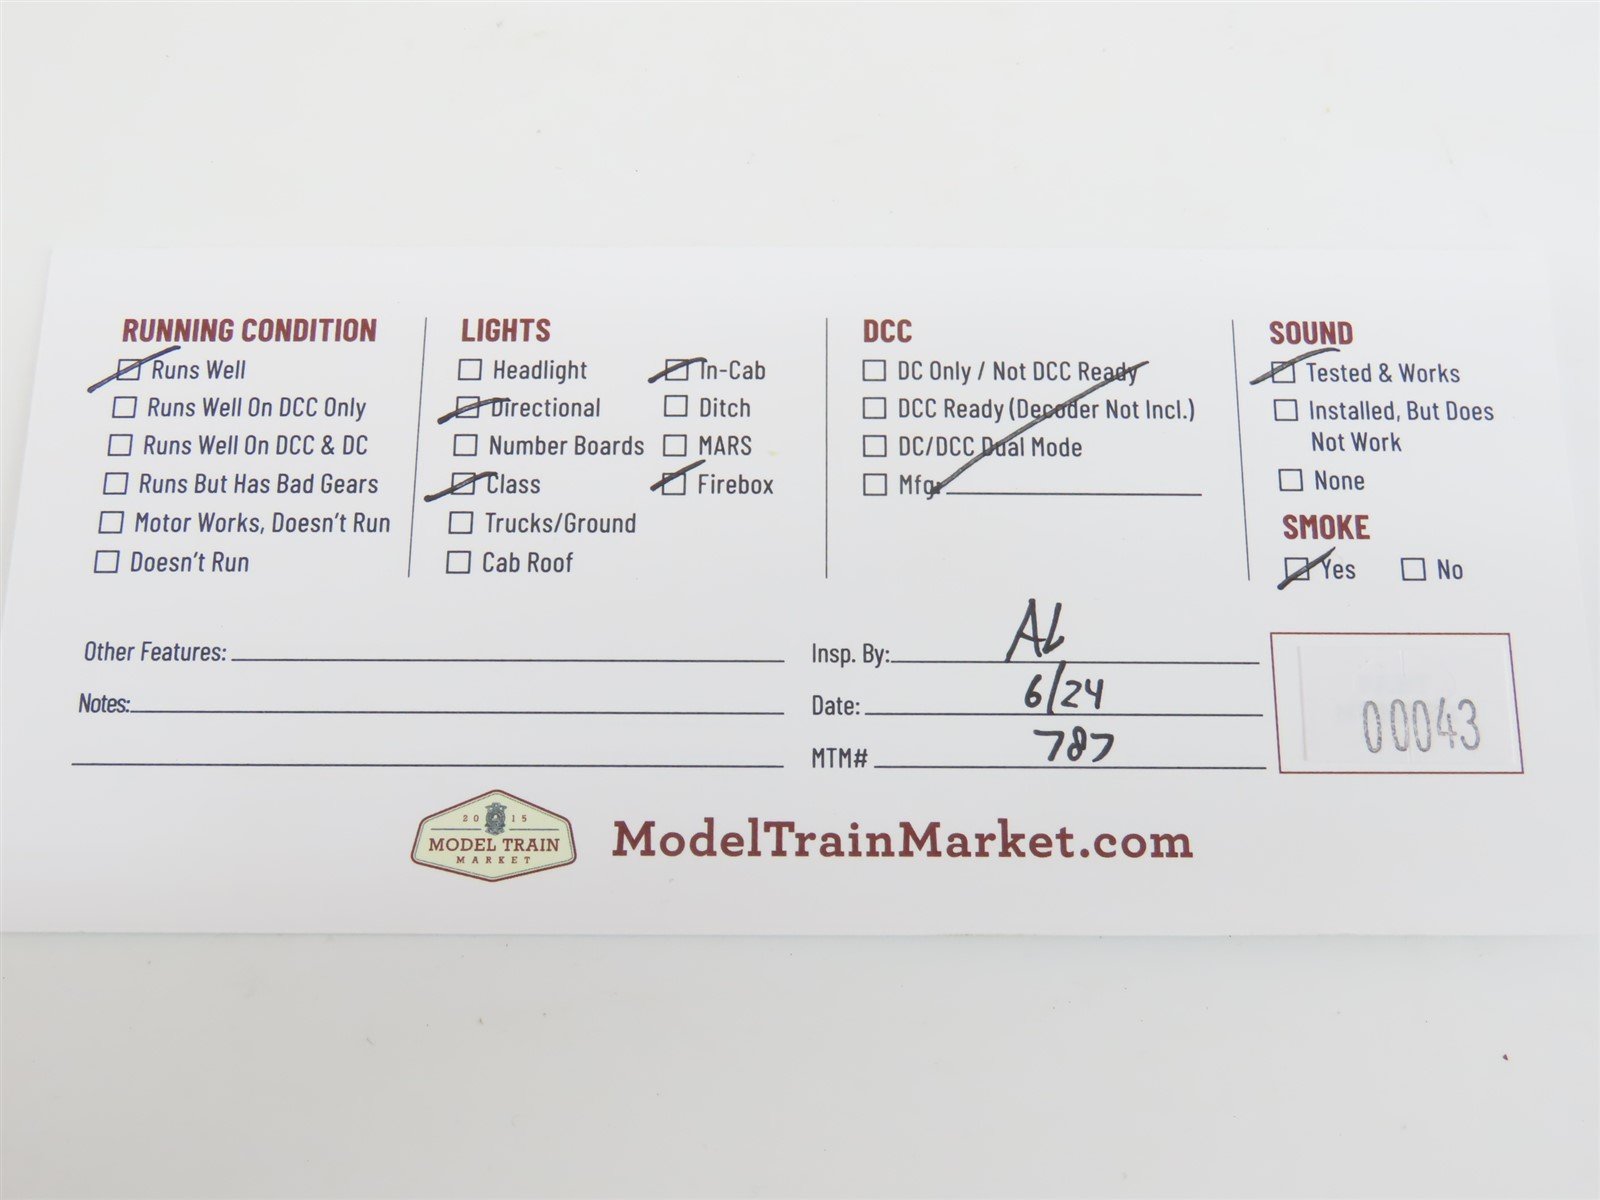 RUNNING CONDITION
Runs Well
Runs Well On DCC Only
Runs Well On DCC & DC
Runs But Has Bad Gears
Motor Works, Doesn't Run
Doesn't Run
LIGHTS
Headlight
Directional
Number Boards
Class
Trucks/Ground
Cab Roof
In-Cab
Ditch
MARS
Firebox
DCC
DC Only / Not DCC Ready
DCC Ready (Decoder Not Incl.)
DC/DCC Dual Mode
Mfgr
SOUND
Tested & Works
Installed, But Does
Not Work
None
SMOKE
Yes No
Other Features:
Notes:
Insp. By: AL
Date: 6/24
MTM# 787
00043
2015
MODEL TRAIN
MARKET
ModelTrainMarket.com